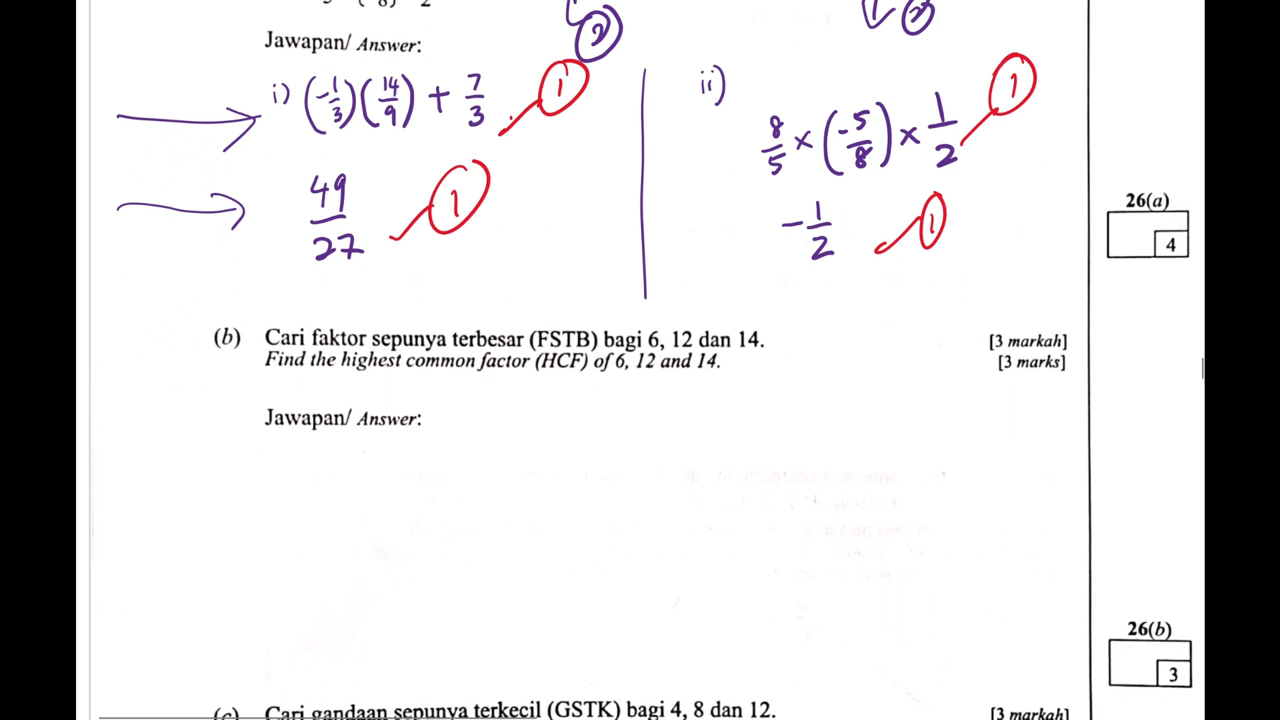 2
2
Jawapan/ Answer:
i) (-1/3)(14/9) + 7/3
1
49/27
1
ii)
8/5 × (-5/8) × 1/2
1
-1/2
1
26(a)
4
(b) Cari faktor sepunya terbesar (FSTB) bagi 6, 12 dan 14. [3 markah]
Find the highest common factor (HCF) of 6, 12 and 14. [3 marks]
Jawapan/ Answer:
26(b)
3
(c) Cari gandaan sepunya terkecil (GSTK) bagi 4, 8 dan 12. [3 markah]